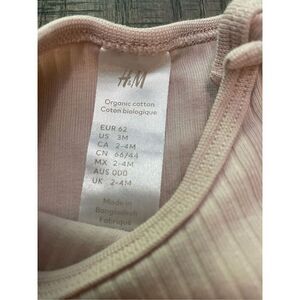 H&M
Organic cotton
Coton biologique
EUR 62
US 3M
CA 2-4M
CN 66/44
MX 2-4M
AUS 000
UK 2-4M
Made in
Bangladesh
Fabriqué